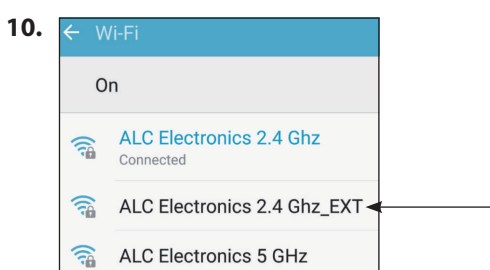 10.
← Wi-Fi
On
ALC Electronics 2.4 Ghz
Connected
ALC Electronics 2.4 Ghz_EXT
ALC Electronics 5 GHz